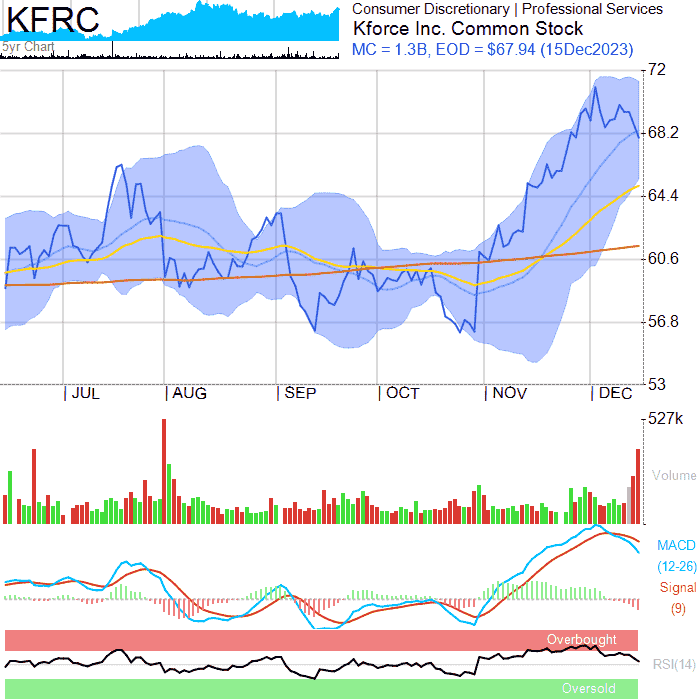 KFRC
5yr Chart
Consumer Discretionary | Professional Services
Kforce Inc. Common Stock
MC = 1.3B, EOD = $67.94 (15Dec2023)
72
68.2
64.4
60.6
56.8
53
JUL
AUG
SEP
OCT
NOV
DEC
527k
Volume
MACD
(12-26)
Signal
(9)
Overbought
RSI(14)
Oversold